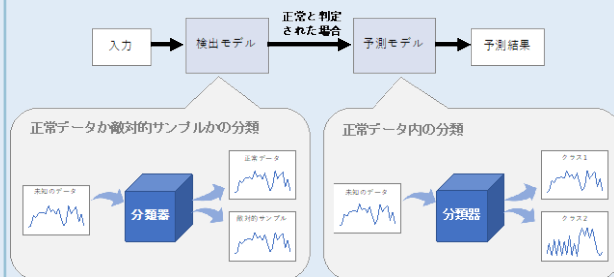 正常と判定
された場合
入力
検出モデル
予測モデル
予測結果
正常データか敵対的サンプルかの分類
未知のデータ
分類器
正常データ
敵対的サンプル
正常データ内の分類
未知のデータ
分類器
クラス1
クラス2